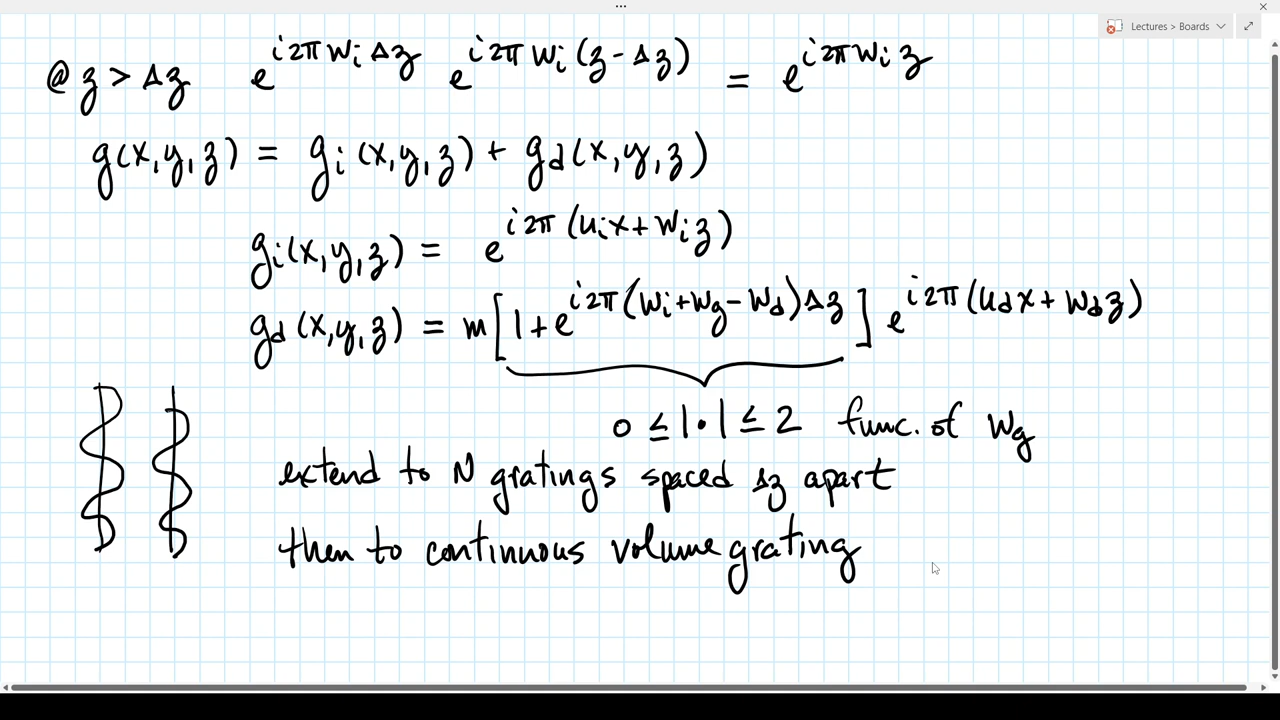 Lectures > Boards
@ z > Δz e^{i2π w_i Δz} e^{i2π w_i (z - Δz)} = e^{i2π w_i z}
g(x,y,z) = g_i(x,y,z) + g_d(x,y,z)
g_i(x,y,z) = e^{i2π(u_i x + w_i z)}
g_d(x,y,z) = m[1 + e^{i2π(w_i + w_g - w_d)Δz}] e^{i2π(u_d x + w_d z)}
0 ≤ |·| ≤ 2 func. of w_g
extend to N gratings spaced Δz apart
then to continuous volume grating